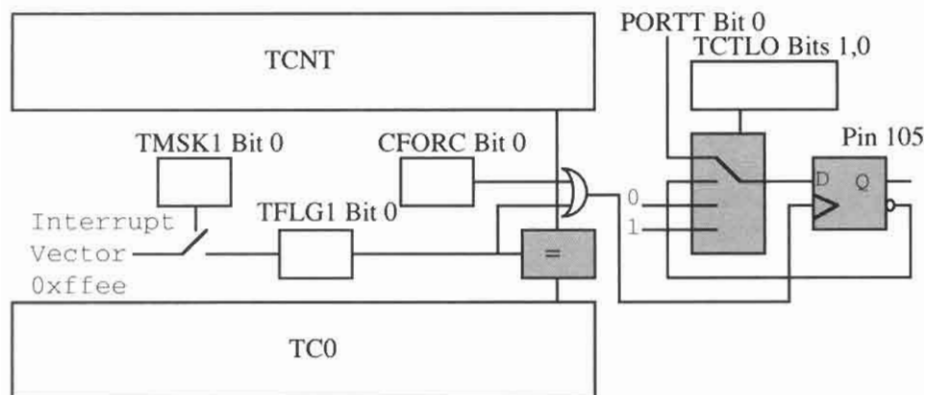 PORTT Bit 0
TCTLO Bits 1,0
TCNT
TMSK1 Bit 0
CFORC Bit 0
Pin 105
TFLG1 Bit 0
D Q
0
1
Interrupt
Vector
0xffee
=
TC0